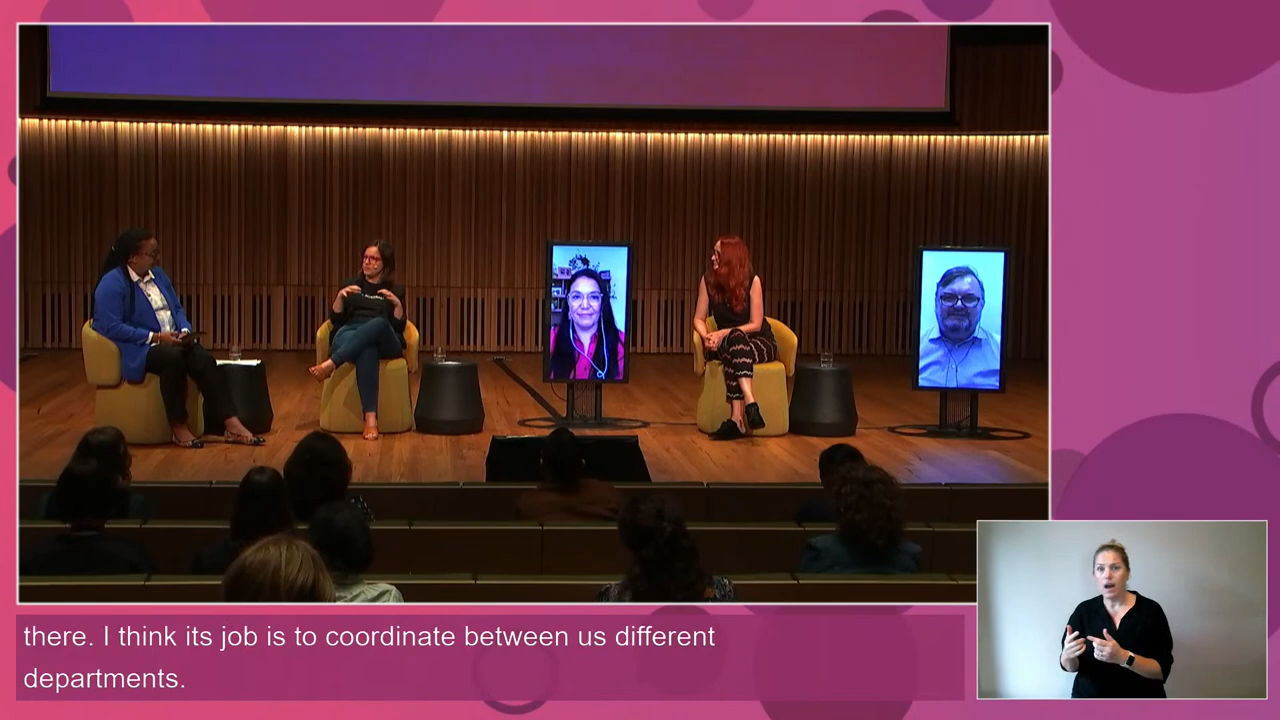 there. I think its job is to coordinate between us different
departments.